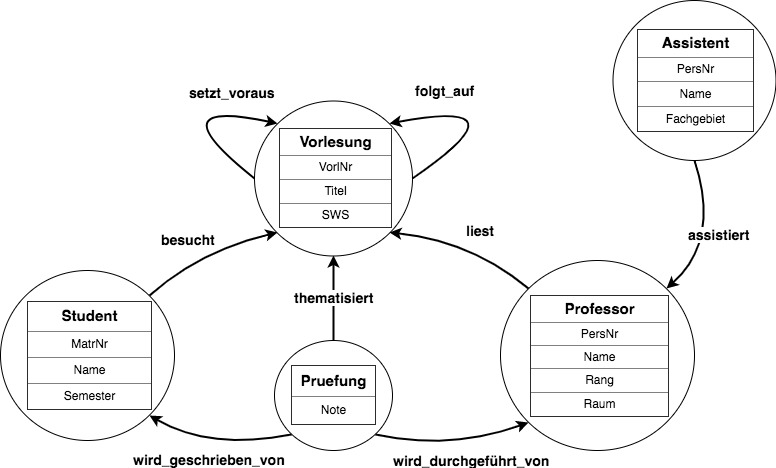 Assistent
PersNr
Name
Fachgebiet
setzt_voraus
folgt_auf
Vorlesung
VorlNr
Titel
SWS
besucht
liest
assistiert
thematisiert
Student
MatrNr
Name
Semester
Professor
PersNr
Name
Rang
Raum
Pruefung
Note
wird_geschrieben_von
wird_durchgeführt_von